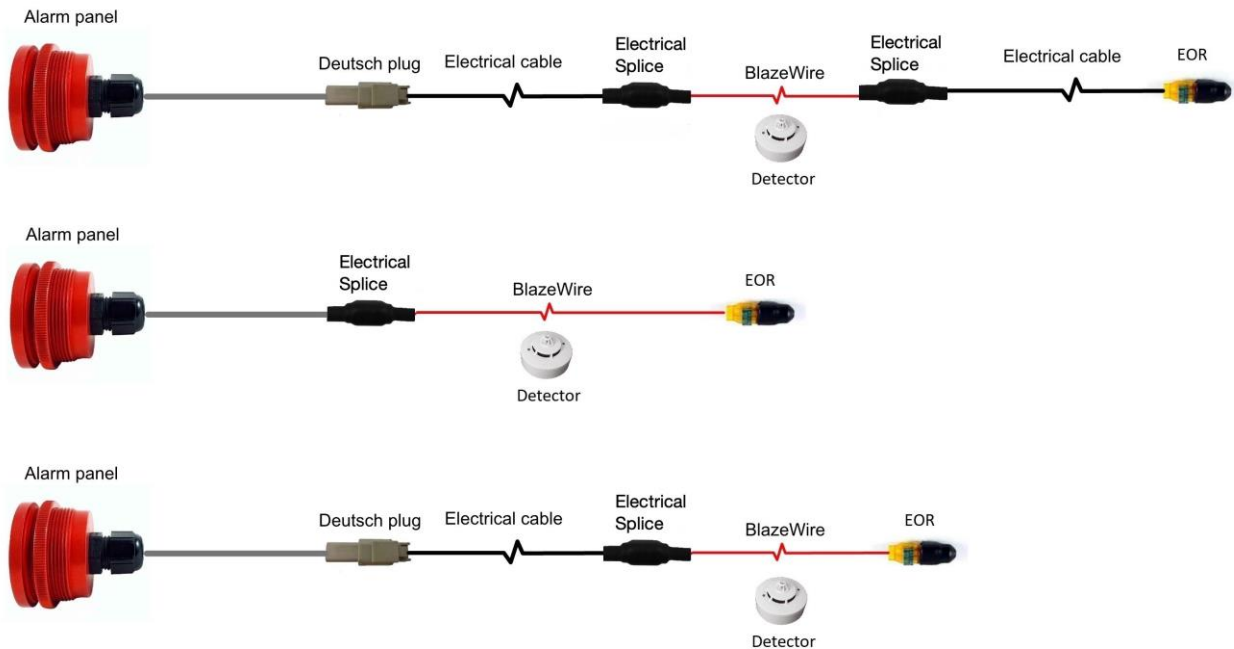 Alarm panel
Deutsch plug
Electrical cable
Electrical
Splice
BlazeWire
Electrical
Splice
Electrical cable
EOR
Detector
Alarm panel
Electrical
Splice
BlazeWire
EOR
Detector
Alarm panel
Deutsch plug
Electrical cable
Electrical
Splice
BlazeWire
EOR
Detector